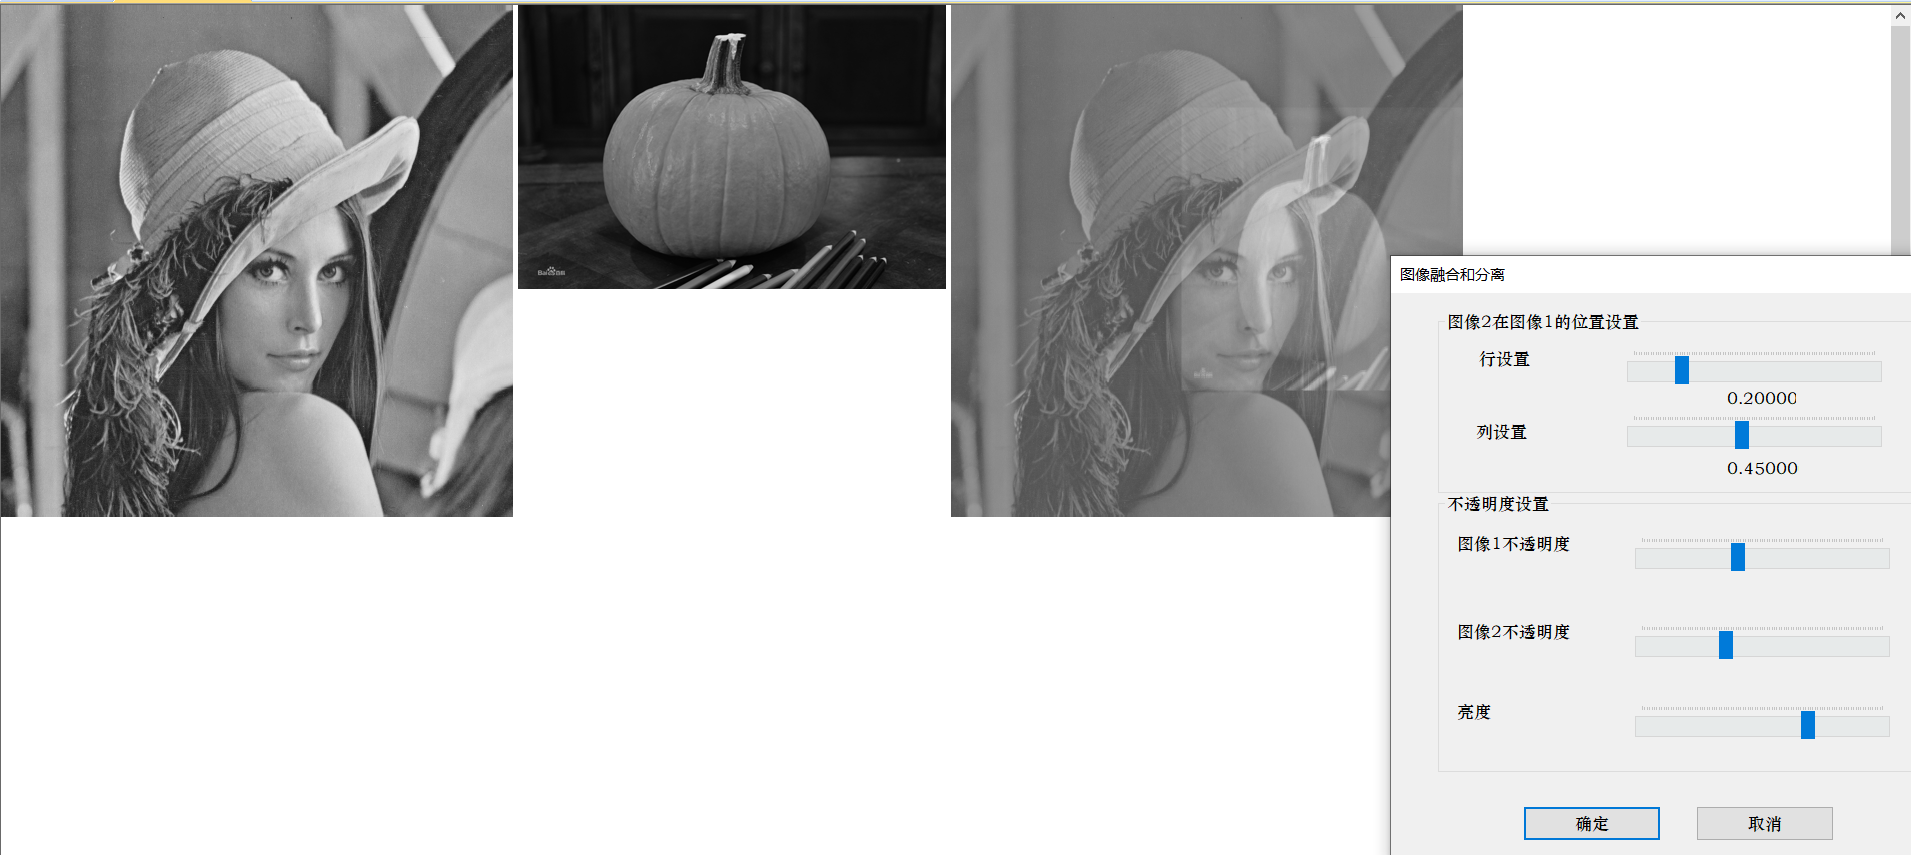 图像融合和分离
图像2在图像1的位置设置
行设置
0.20000
列设置
0.45000
不透明度设置
图像1不透明度
图像2不透明度
亮度
确定
取消